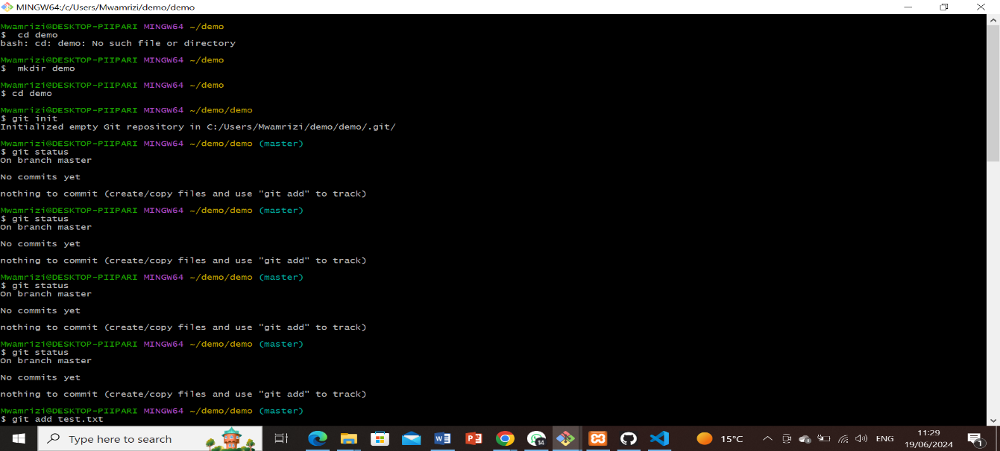 MINGW64:/c/Users/Mwamrizi/demo/demo
Mwamrizi@DESKTOP-PIIPARI MINGW64 ~/demo
$  cd demo
bash: cd: demo: No such file or directory
Mwamrizi@DESKTOP-PIIPARI MINGW64 ~/demo
$  mkdir demo
Mwamrizi@DESKTOP-PIIPARI MINGW64 ~/demo
$ cd demo
Mwamrizi@DESKTOP-PIIPARI MINGW64 ~/demo/demo
$ git init
Initialized empty Git repository in C:/Users/Mwamrizi/demo/demo/.git/
Mwamrizi@DESKTOP-PIIPARI MINGW64 ~/demo/demo (master)
$ git status
On branch master
No commits yet
nothing to commit (create/copy files and use "git add" to track)
Mwamrizi@DESKTOP-PIIPARI MINGW64 ~/demo/demo (master)
$ git status
On branch master
No commits yet
nothing to commit (create/copy files and use "git add" to track)
Mwamrizi@DESKTOP-PIIPARI MINGW64 ~/demo/demo (master)
$ git status
On branch master
No commits yet
nothing to commit (create/copy files and use "git add" to track)
Mwamrizi@DESKTOP-PIIPARI MINGW64 ~/demo/demo (master)
$ git status
On branch master
No commits yet
nothing to commit (create/copy files and use "git add" to track)
Mwamrizi@DESKTOP-PIIPARI MINGW64 ~/demo/demo (master)
$ git add test.txt
Type here to search
14
15°C
ENG
11:29
19/06/2024
1